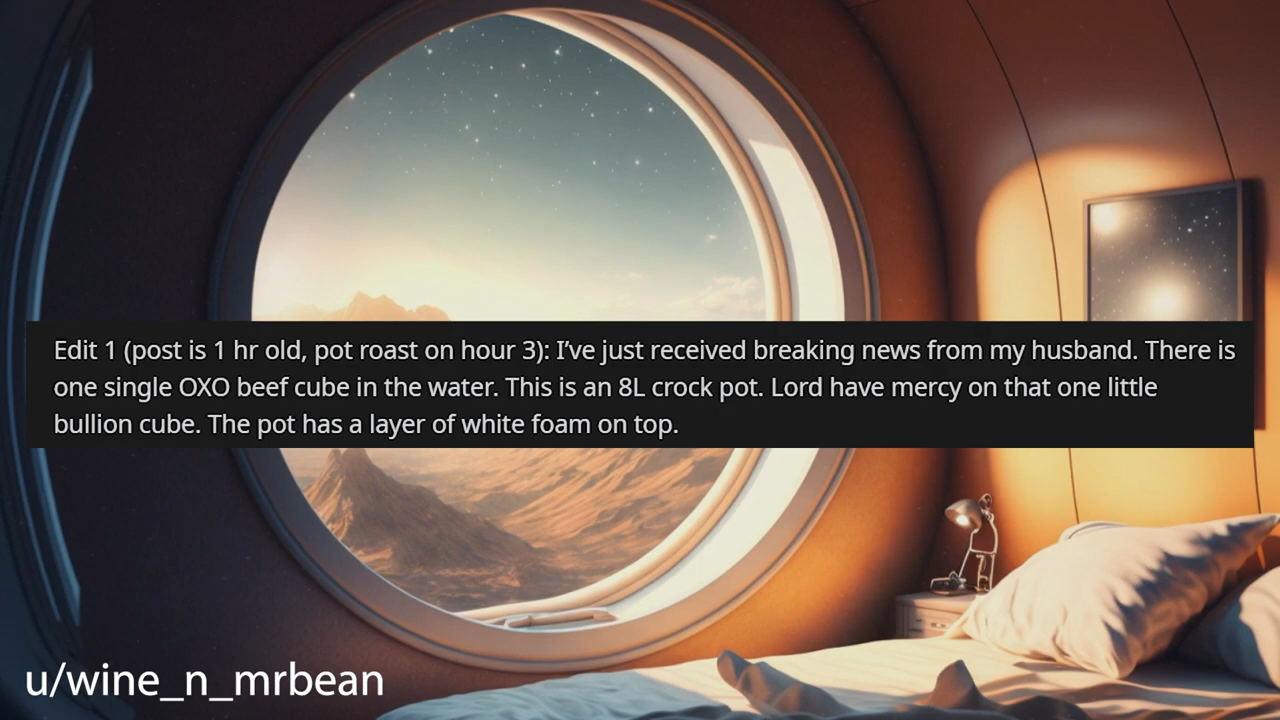 Edit 1 (post is 1 hr old, pot roast on hour 3): I’ve just received breaking news from my husband. There is
one single OXO beef cube in the water. This is an 8L crock pot. Lord have mercy on that one little
bullion cube. The pot has a layer of white foam on top.
u/wine_n_mrbean